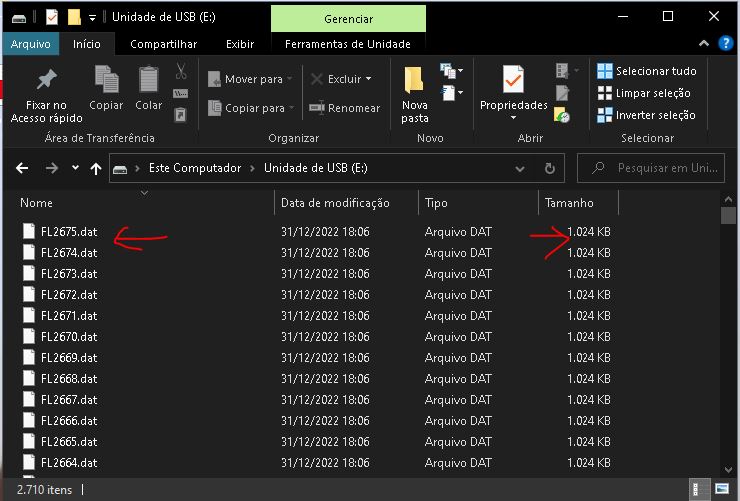 Unidade de USB (E:)
Gerenciar
Arquivo Início Compartilhar Exibir Ferramentas de Unidade
Fixar no Acesso rápido
Copiar
Colar
Mover para
Copiar para
Excluir
Renomear
Nova pasta
Propriedades
Selecionar tudo
Limpar seleção
Inverter seleção
Área de Transferência Organizar Novo Abrir Selecionar
Este Computador Unidade de USB (E:) Pesquisar em Uni...
Nome Data de modificação Tipo Tamanho
FL2675.dat 31/12/2022 18:06 Arquivo DAT 1.024 KB
FL2674.dat 31/12/2022 18:06 Arquivo DAT 1.024 KB
FL2673.dat 31/12/2022 18:06 Arquivo DAT 1.024 KB
FL2672.dat 31/12/2022 18:06 Arquivo DAT 1.024 KB
FL2671.dat 31/12/2022 18:06 Arquivo DAT 1.024 KB
FL2670.dat 31/12/2022 18:06 Arquivo DAT 1.024 KB
FL2669.dat 31/12/2022 18:06 Arquivo DAT 1.024 KB
FL2668.dat 31/12/2022 18:06 Arquivo DAT 1.024 KB
FL2667.dat 31/12/2022 18:06 Arquivo DAT 1.024 KB
FL2666.dat 31/12/2022 18:06 Arquivo DAT 1.024 KB
FL2665.dat 31/12/2022 18:06 Arquivo DAT 1.024 KB
FL2664.dat 31/12/2022 18:06 Arquivo DAT 1.024 KB
2.710 itens